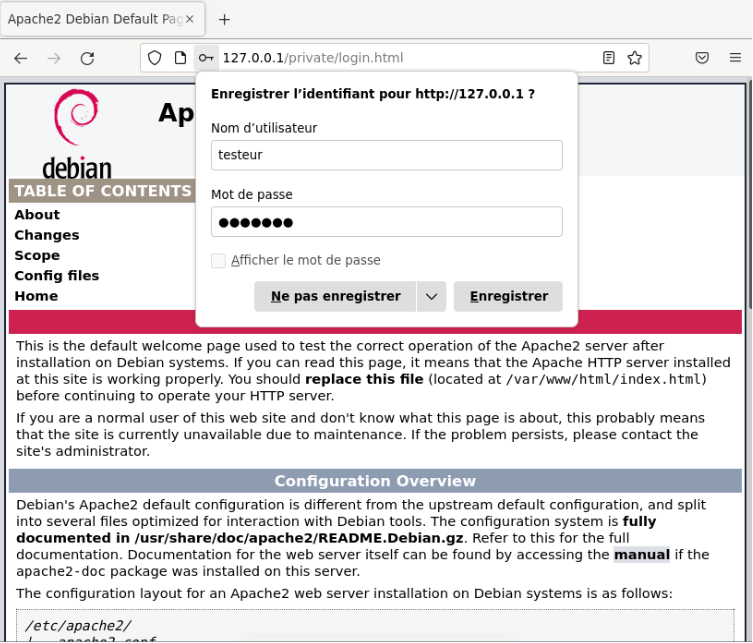 Apache2 Debian Default Pag
127.0.0.1/private/login.html
Enregistrer l’identifiant pour http://127.0.0.1 ?
Nom d’utilisateur
testeur
Mot de passe
●●●●●●●
Afficher le mot de passe
Ne pas enregistrer
Enregistrer
debian
Ap
TABLE OF CONTENTS
About
Changes
Scope
Config files
Home
This is the default welcome page used to test the correct operation of the Apache2 server after
installation on Debian systems. If you can read this page, it means that the Apache HTTP server installed
at this site is working properly. You should replace this file (located at /var/www/html/index.html)
before continuing to operate your HTTP server.
If you are a normal user of this web site and don't know what this page is about, this probably means
that the site is currently unavailable due to maintenance. If the problem persists, please contact the
site's administrator.
Configuration Overview
Debian's Apache2 default configuration is different from the upstream default configuration, and split
into several files optimized for interaction with Debian tools. The configuration system is fully
documented in /usr/share/doc/apache2/README.Debian.gz. Refer to this for the full
documentation. Documentation for the web server itself can be found by accessing the manual if the
apache2-doc package was installed on this server.
The configuration layout for an Apache2 web server installation on Debian systems is as follows:
/etc/apache2/